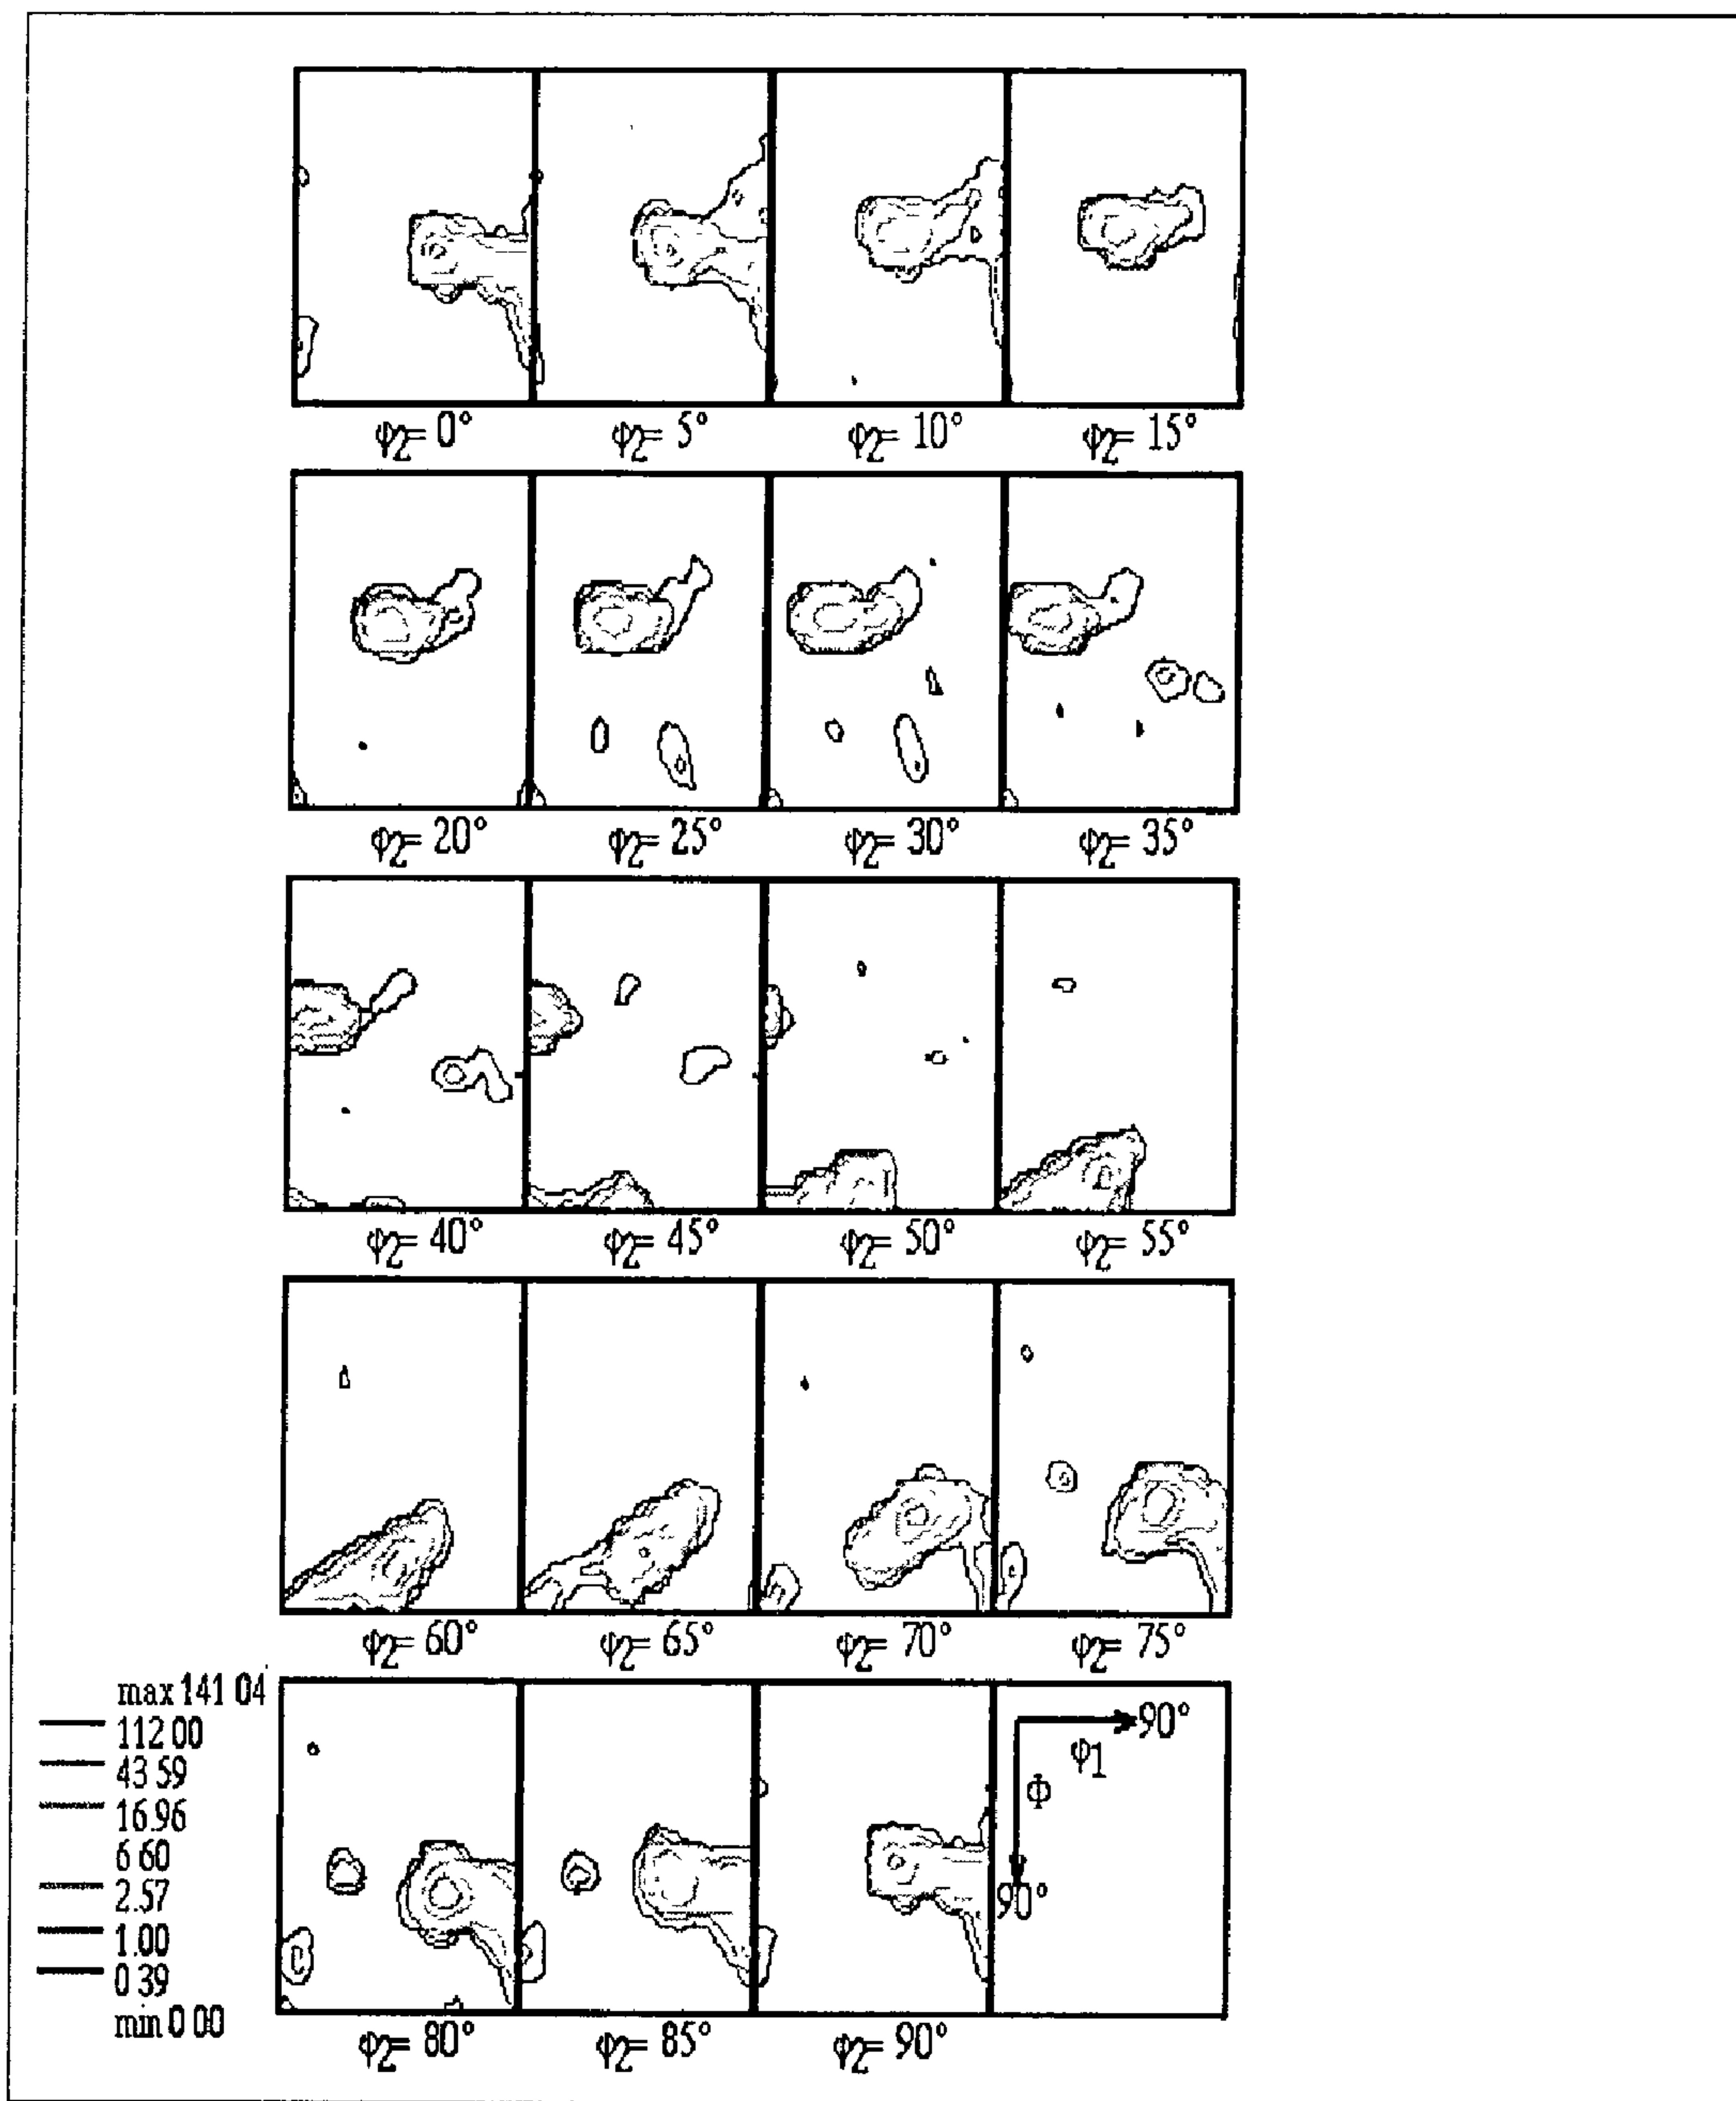 φ2= 0° φ2= 5° φ2= 10° φ2= 15°
φ2= 20° φ2= 25° φ2= 30° φ2= 35°
φ2= 40° φ2= 45° φ2= 50° φ2= 55°
φ2= 60° φ2= 65° φ2= 70° φ2= 75°
max 141 04
112 00
43 59
16.96
6 60
2.57
1.00
0 39
min 0 00
90°
φ1
Φ
90°
φ2= 80° φ2= 85° φ2= 90°